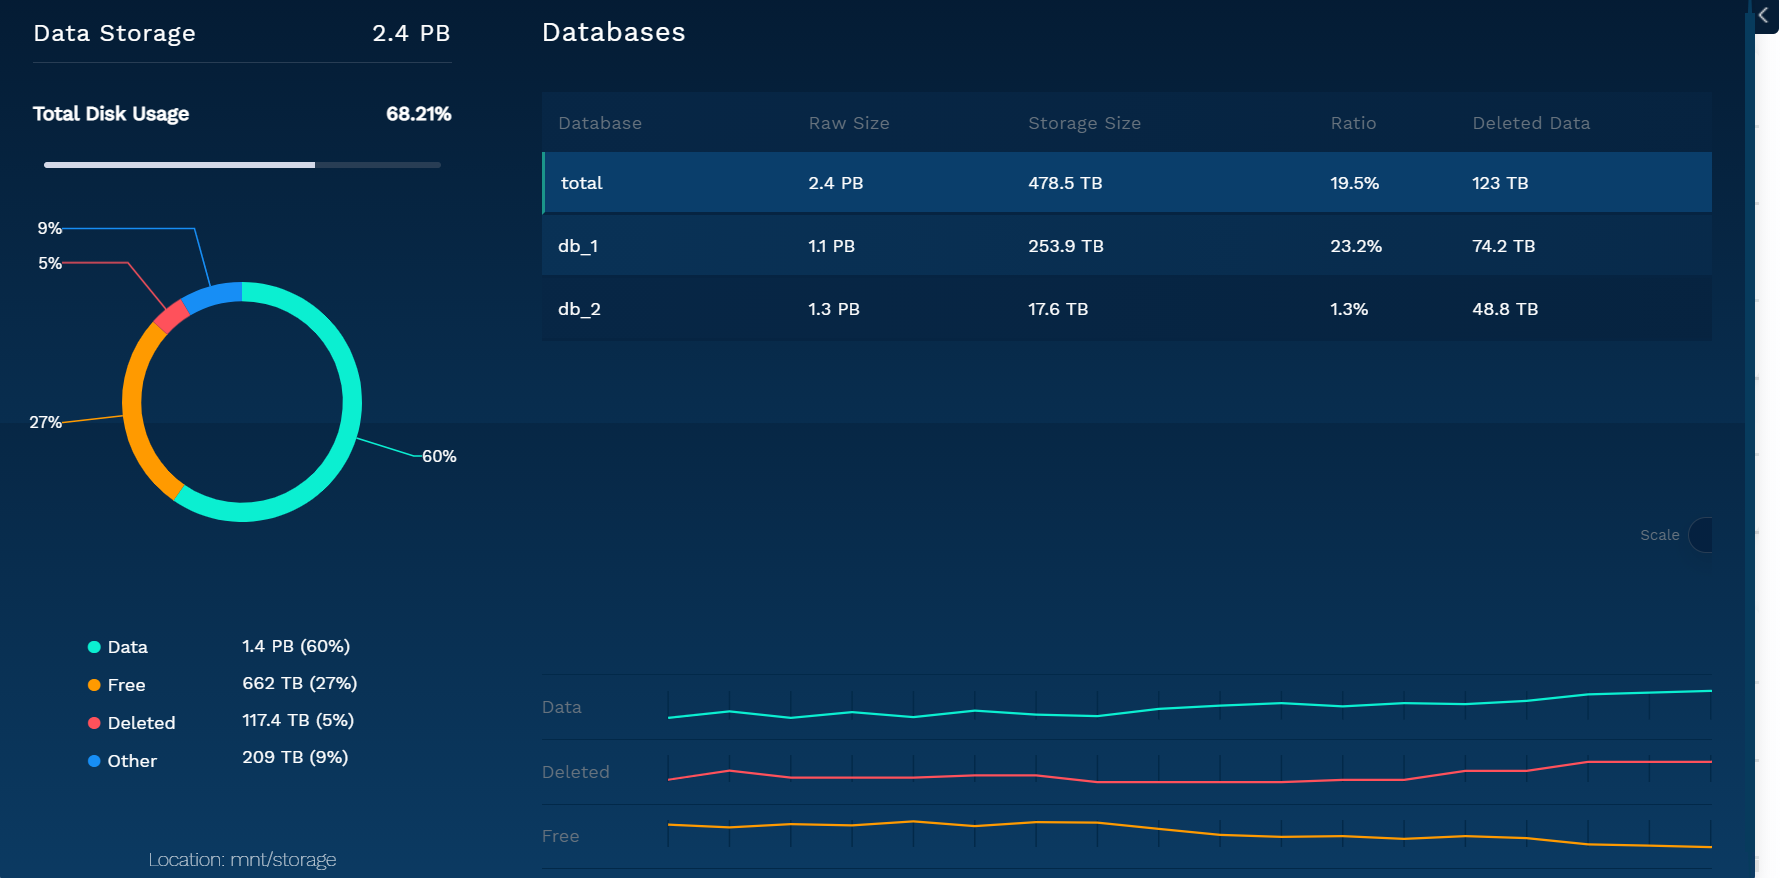 Data Storage 2.4 PB
Total Disk Usage 68.21%
9%
5%
27%
60%
Data 1.4 PB (60%)
Free 662 TB (27%)
Deleted 117.4 TB (5%)
Other 209 TB (9%)
Location: mnt/storage
Databases
Database Raw Size Storage Size Ratio Deleted Data
total 2.4 PB 478.5 TB 19.5% 123 TB
db_1 1.1 PB 253.9 TB 23.2% 74.2 TB
db_2 1.3 PB 17.6 TB 1.3% 48.8 TB
Scale
Data
Deleted
Free